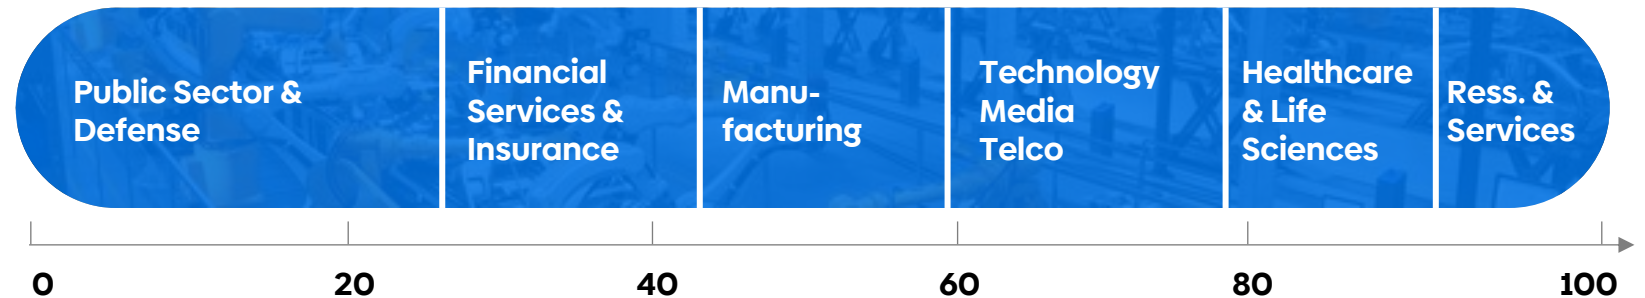 Public Sector &
Defense
Financial
Services &
Insurance
Manu-
facturing
Technology
Media
Telco
Healthcare
& Life
Sciences
Ress. &
Services
0 20 40 60 80 100